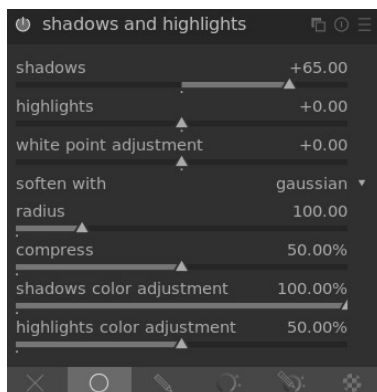 shadows and highlights
shadows +65.00
highlights +0.00
white point adjustment +0.00
soften with gaussian
radius 100.00
compress 50.00%
shadows color adjustment 100.00%
highlights color adjustment 50.00%